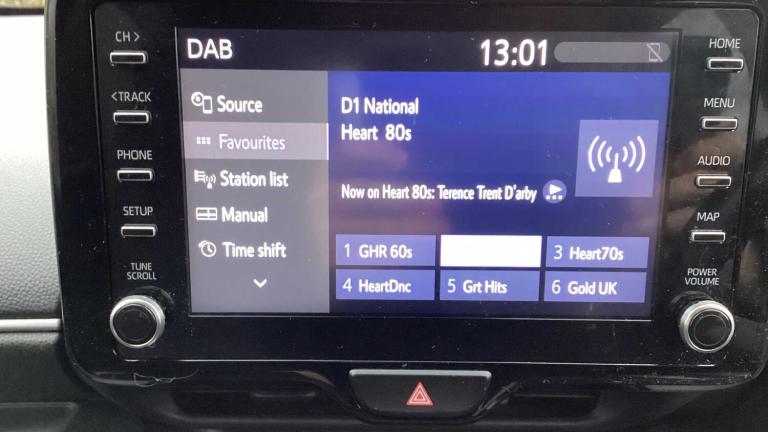 CH >
<TRACK
PHONE
SETUP
TUNE
SCROLL
DAB
13:01
Source
Favourites
Station list
Manual
Time shift
D1 National
Heart 80s
Now on Heart 80s: Terence Trent D'arby
1 GHR 60s
3 Heart70s
4 HeartDnc
5 Grt Hits
6 Gold UK
HOME
MENU
AUDIO
MAP
POWER
VOLUME